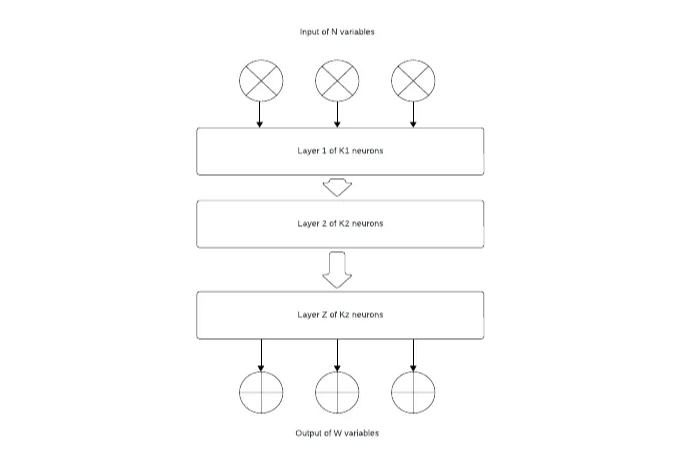 Input of N variables
Layer 1 of K1 neurons
Layer 2 of K2 neurons
Layer Z of Kz neurons
Output of W variables